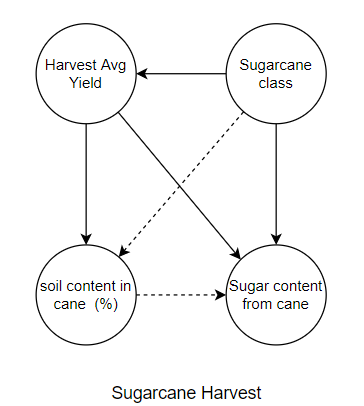 Harvest Avg
Yield
Sugarcane
class
soil content in
cane (%)
Sugar content
from cane
Sugarcane Harvest